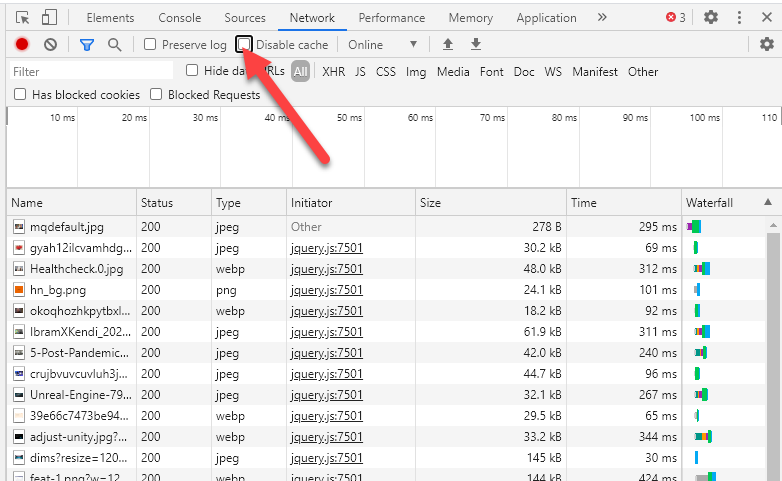 Elements Console Sources Network Performance Memory Application » 3
Preserve log Disable cache Online
Filter Hide da RLs All XHR JS CSS Img Media Font Doc WS Manifest Other
Has blocked cookies Blocked Requests
10 ms 20 ms 30 ms 40 ms 50 ms 60 ms 70 ms 80 ms 90 ms 100 ms 110
Name Status Type Initiator Size Time Waterfall
mqdefault.jpg 200 jpeg Other 278 B 295 ms
gyah12ilcvamhdg... 200 jpeg jquery.js:7501 30.2 kB 69 ms
Healthcheck.0.jpg 200 webp jquery.js:7501 48.0 kB 312 ms
hn_bg.png 200 png jquery.js:7501 24.1 kB 101 ms
okoqhozhkpytbxl... 200 webp jquery.js:7501 18.2 kB 92 ms
IbramXKendi_202... 200 jpeg jquery.js:7501 61.9 kB 311 ms
5-Post-Pandemic... 200 jpeg jquery.js:7501 42.0 kB 240 ms
crujbvuvcuvluh3j... 200 jpeg jquery.js:7501 44.7 kB 96 ms
Unreal-Engine-79... 200 jpeg jquery.js:7501 32.1 kB 267 ms
39e66c7473be94... 200 webp jquery.js:7501 29.5 kB 65 ms
adjust-unity.jpg?... 200 webp jquery.js:7501 33.2 kB 344 ms
dims?resize=120... 200 jpeg jquery.js:7501 145 kB 30 ms
feat-1.png?w=12... 200 webp jquery.js:7501 144 kB 424 ms